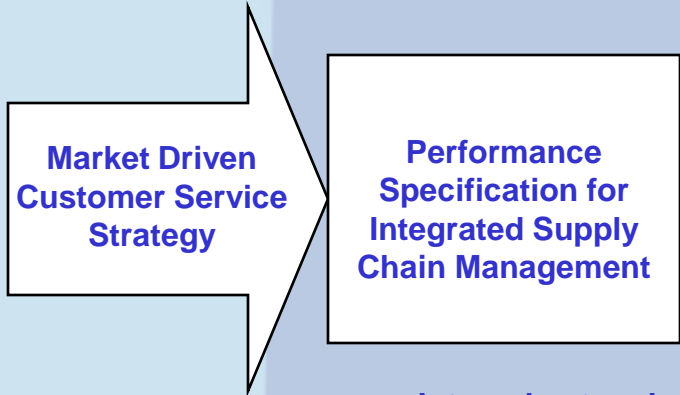 Market Driven
Customer Service
Strategy
Performance
Specification for
Integrated Supply
Chain Management